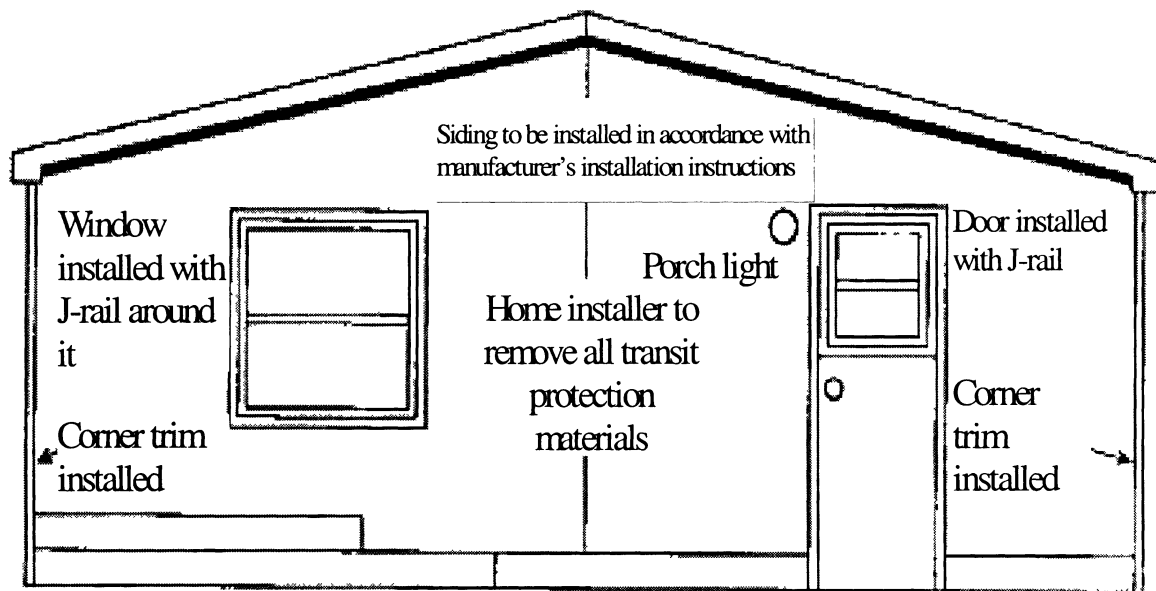 Siding to be installed in accordance with
manufacturer's installation instructions
Window
installed with
J-rail around
it
Porch light
Door installed
with J-rail
Home installer to
remove all transit
protection
materials
Corner trim
installed
Corner
trim
installed